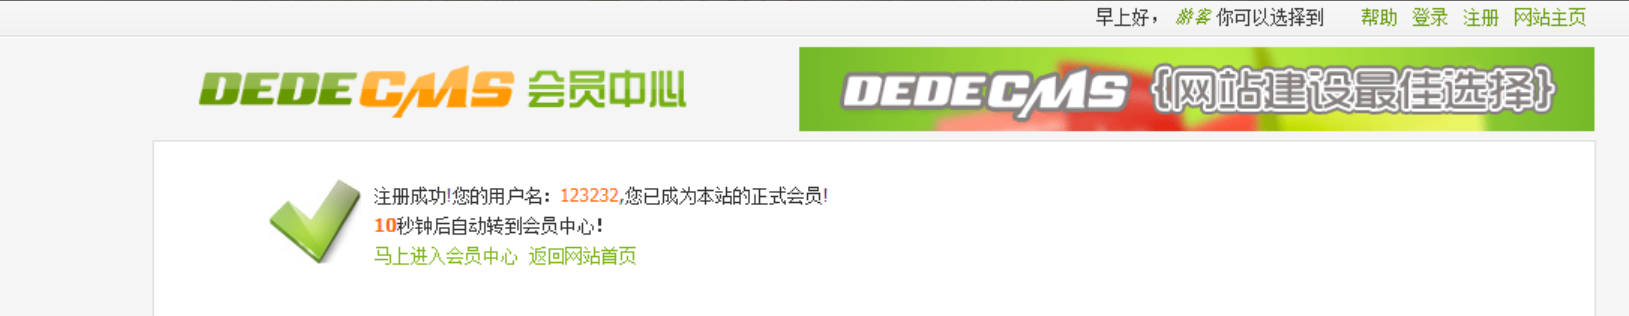 早上好， 游客 你可以选择到 帮助 登录 注册 网站主页
DEDECMS 会员中心
DEDECMS {网站建设最佳选择}
注册成功!您的用户名：123232,您已成为本站的正式会员!
10秒钟后自动转到会员中心!
马上进入会员中心 返回网站首页